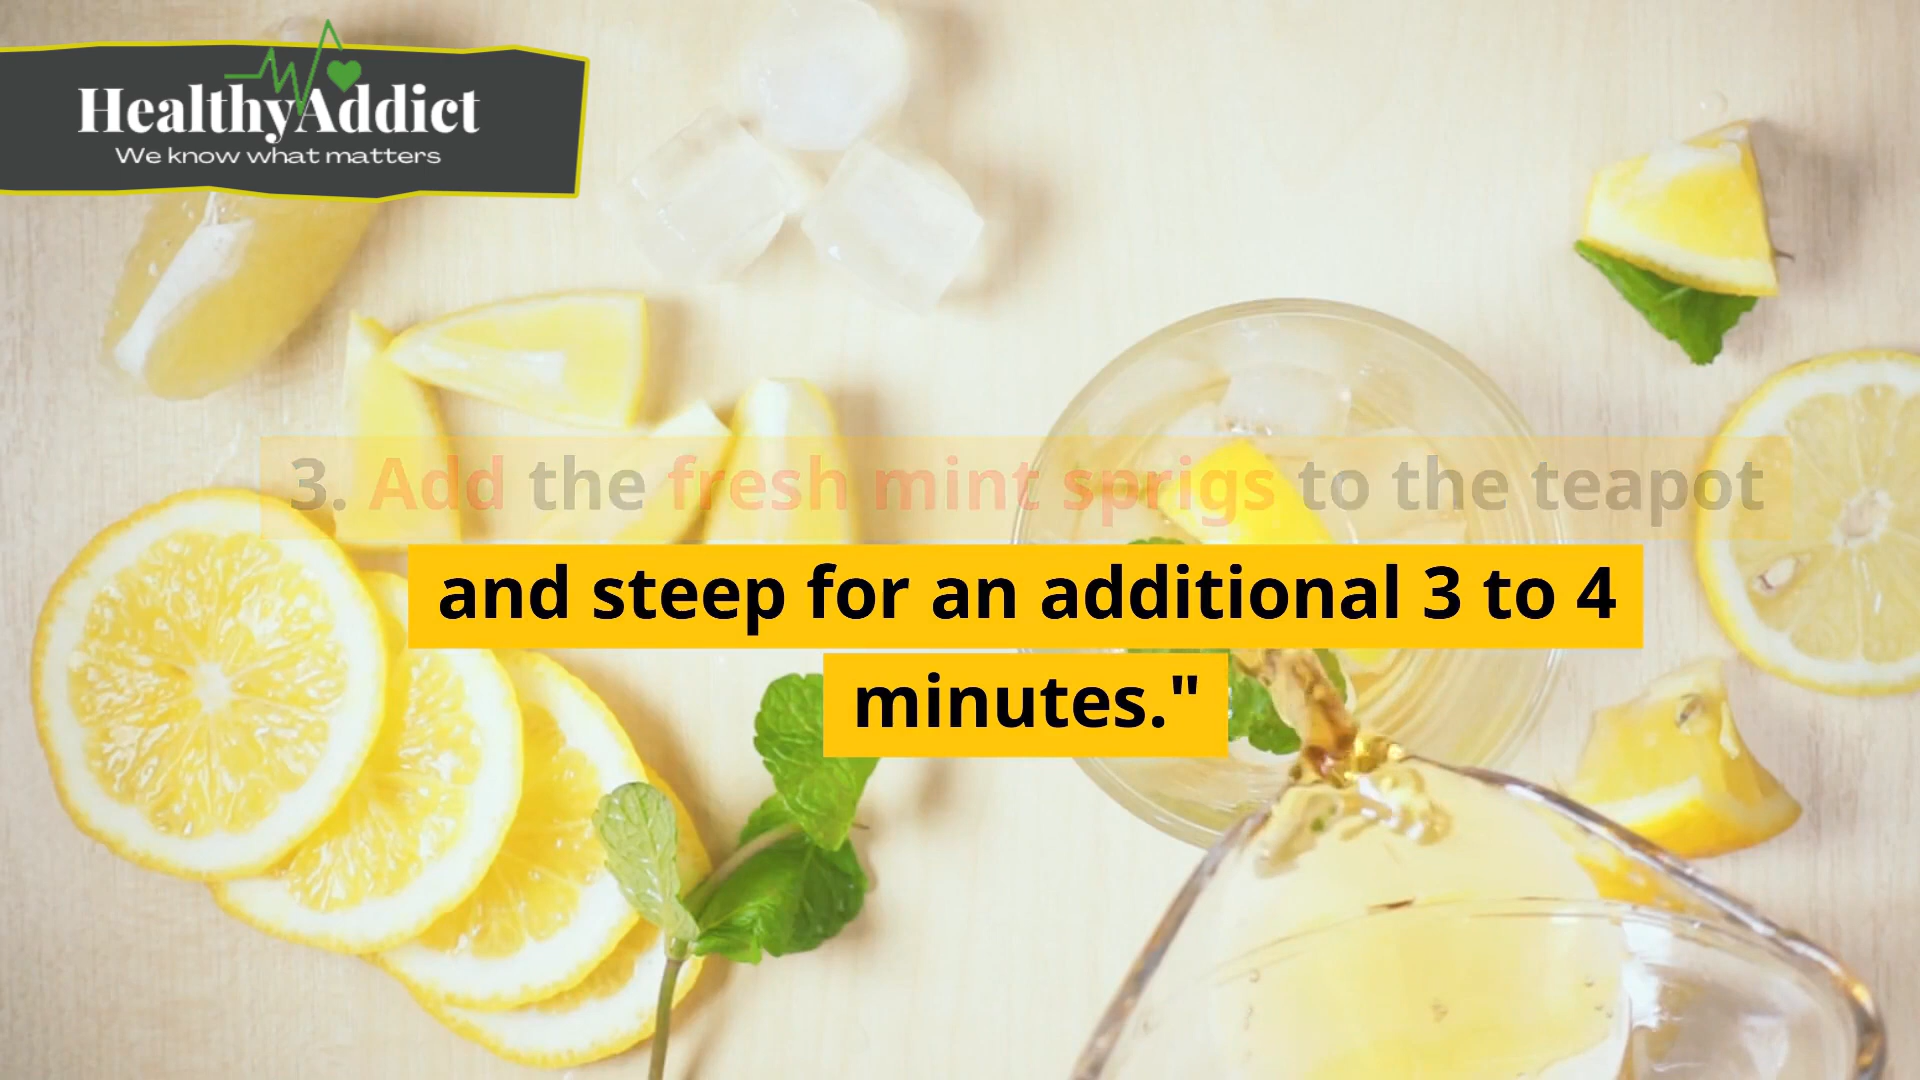 HealthyAddict
We know what matters
3. Add the fresh mint sprigs to the teapot
and steep for an additional 3 to 4
minutes."